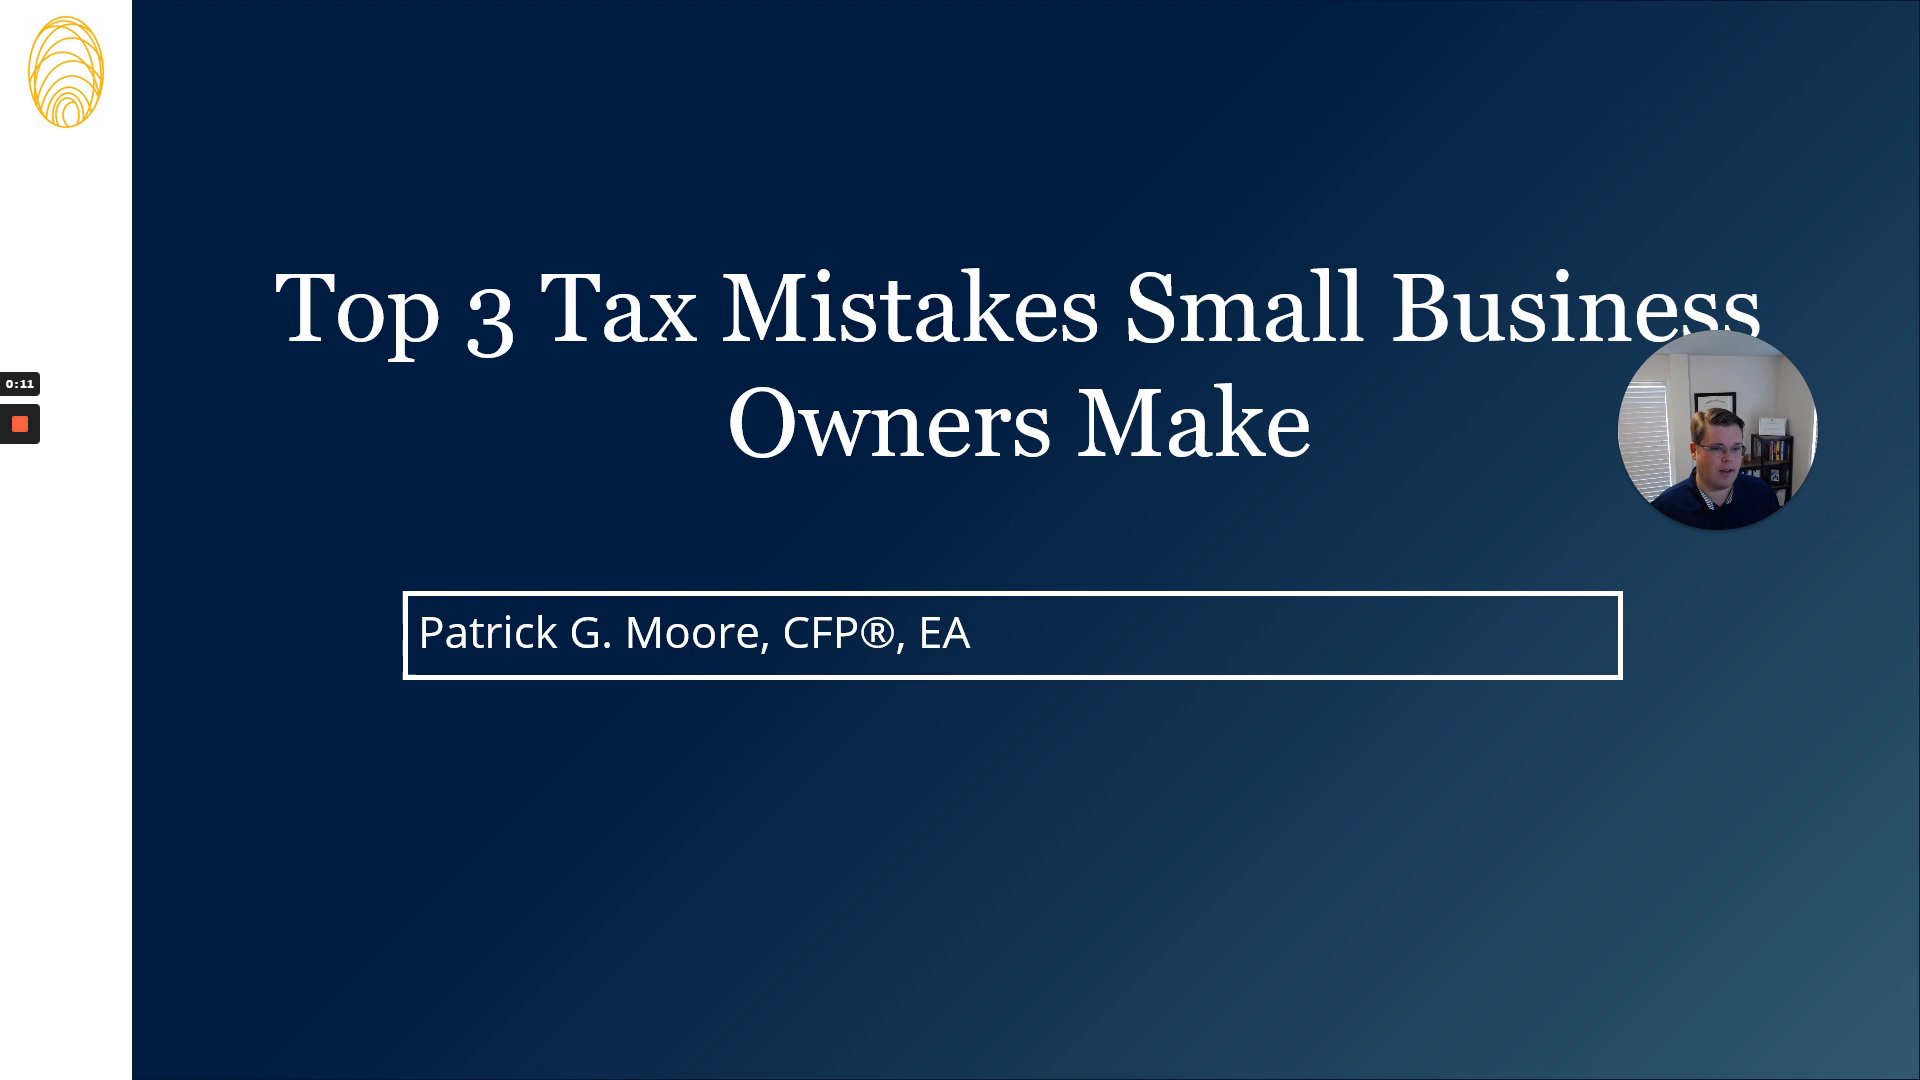 Top 3 Tax Mistakes Small Business
Owners Make
0:11
Patrick G. Moore, CFP®, EA